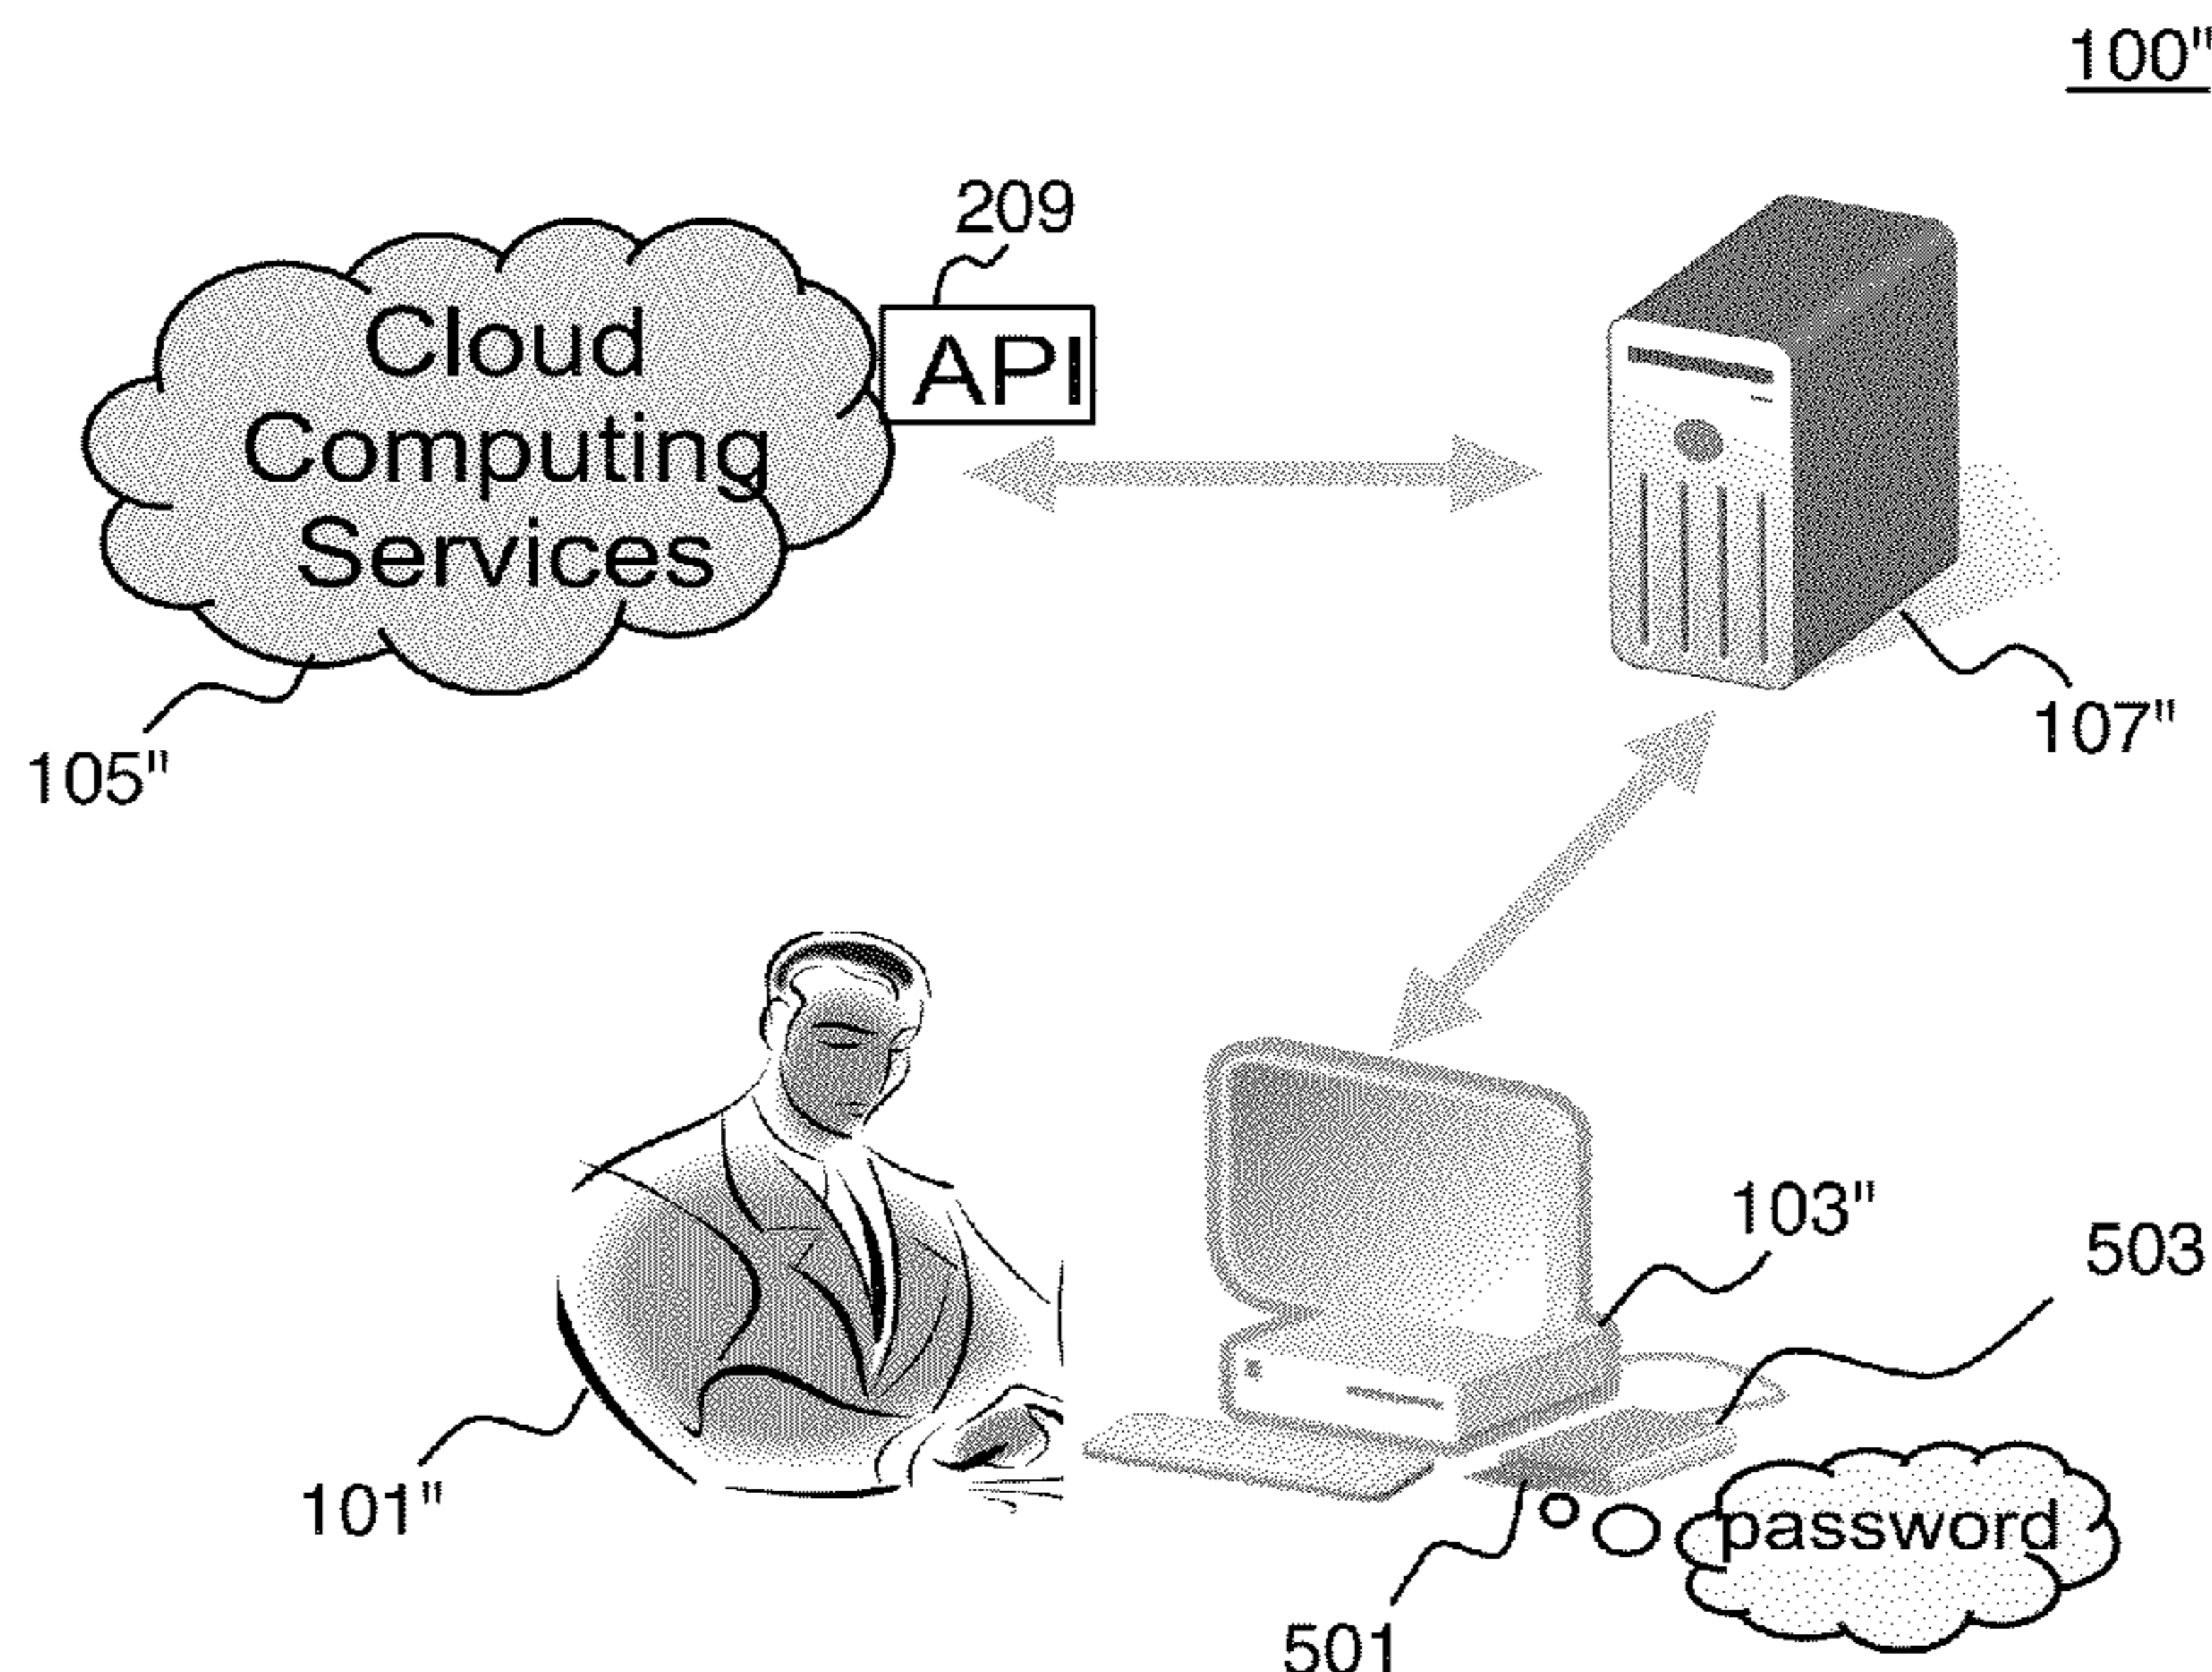 100"
209
API
Cloud
Computing
Services
105"
107"
103"
503
101"
501
password